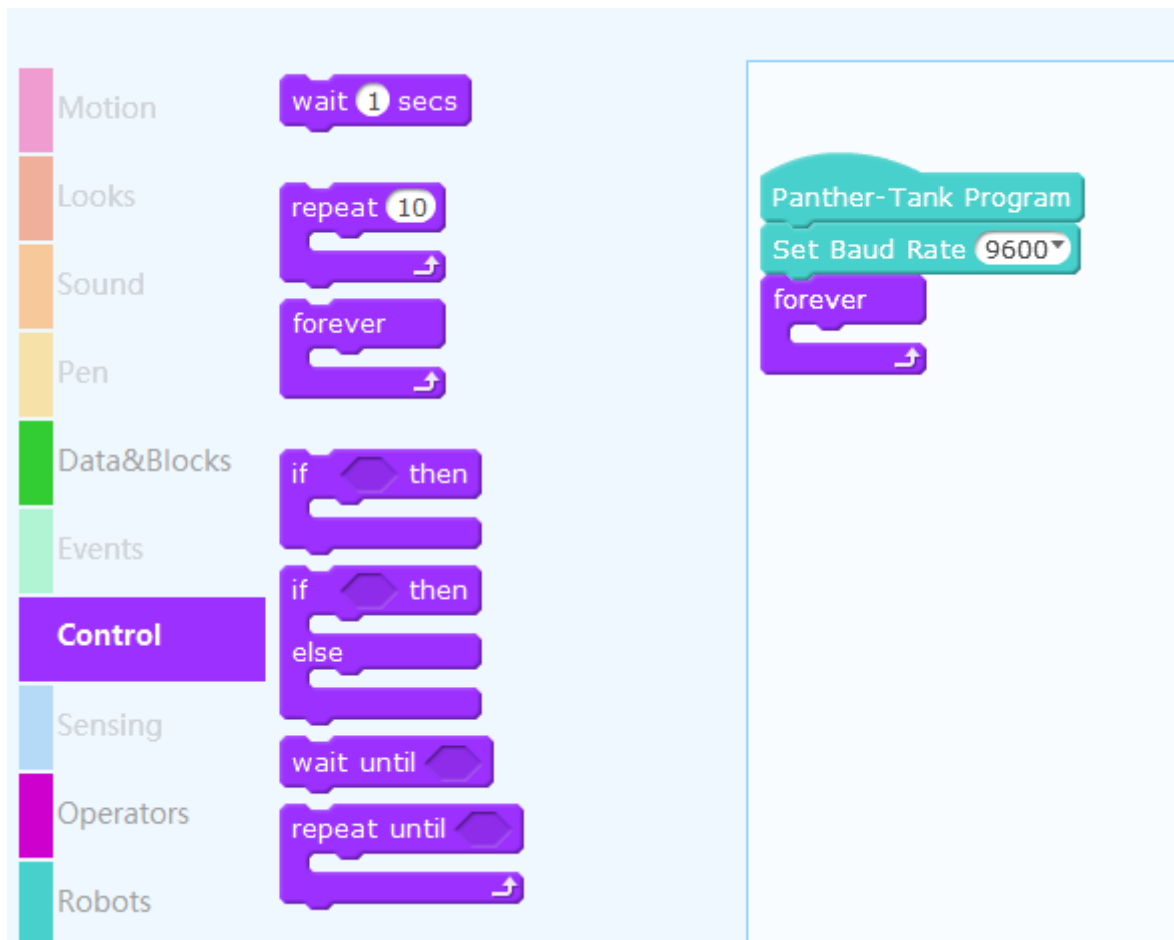 Motion
Looks
Sound
Pen
Data&Blocks
Events
Control
Sensing
Operators
Robots
wait 1 secs
repeat 10
forever
if then
if then
else
wait until
repeat until
Panther-Tank Program
Set Baud Rate 9600
forever